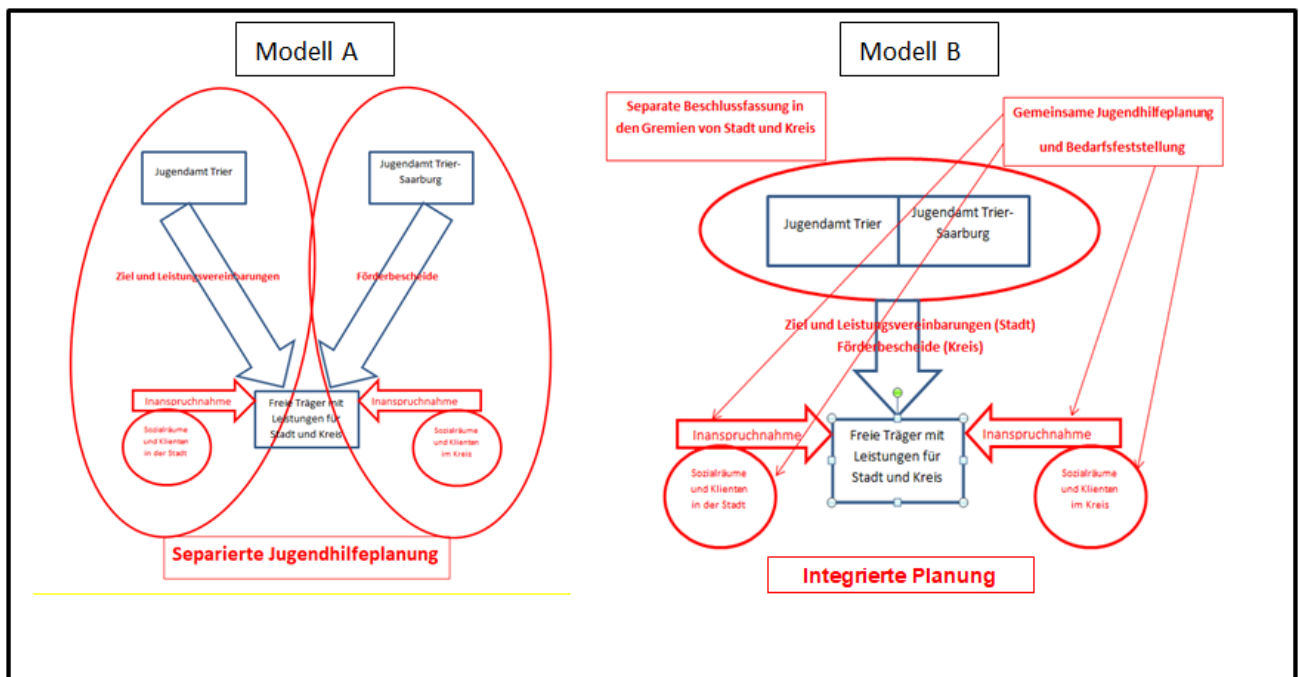 Modell A
Jugendamt Trier
Jugendamt Trier-
Saarburg
Ziel und Leistungsvereinbarungen
Förderbescheide
Inanspruchnahme
Freie Träger mit
Leistungen für
Stadt und Kreis
Inanspruchnahme
Sozialräume
und Klienten
in der Stadt
Sozialräume
und Klienten
im Kreis
Separierte Jugendhilfeplanung
Modell B
Separate Beschlussfassung in
den Gremien von Stadt und Kreis
Gemeinsame Jugendhilfeplanung
und Bedarfsfeststellung
Jugendamt Trier
Jugendamt Trier-
Saarburg
Ziel und Leistungsvereinbarungen (Stadt)
Förderbescheide (Kreis)
Inanspruchnahme
Freie Träger mit
Leistungen für
Stadt und Kreis
Inanspruchnahme
Sozialräume
und Klienten
in der Stadt
Sozialräume
und Klienten
im Kreis
Integrierte Planung